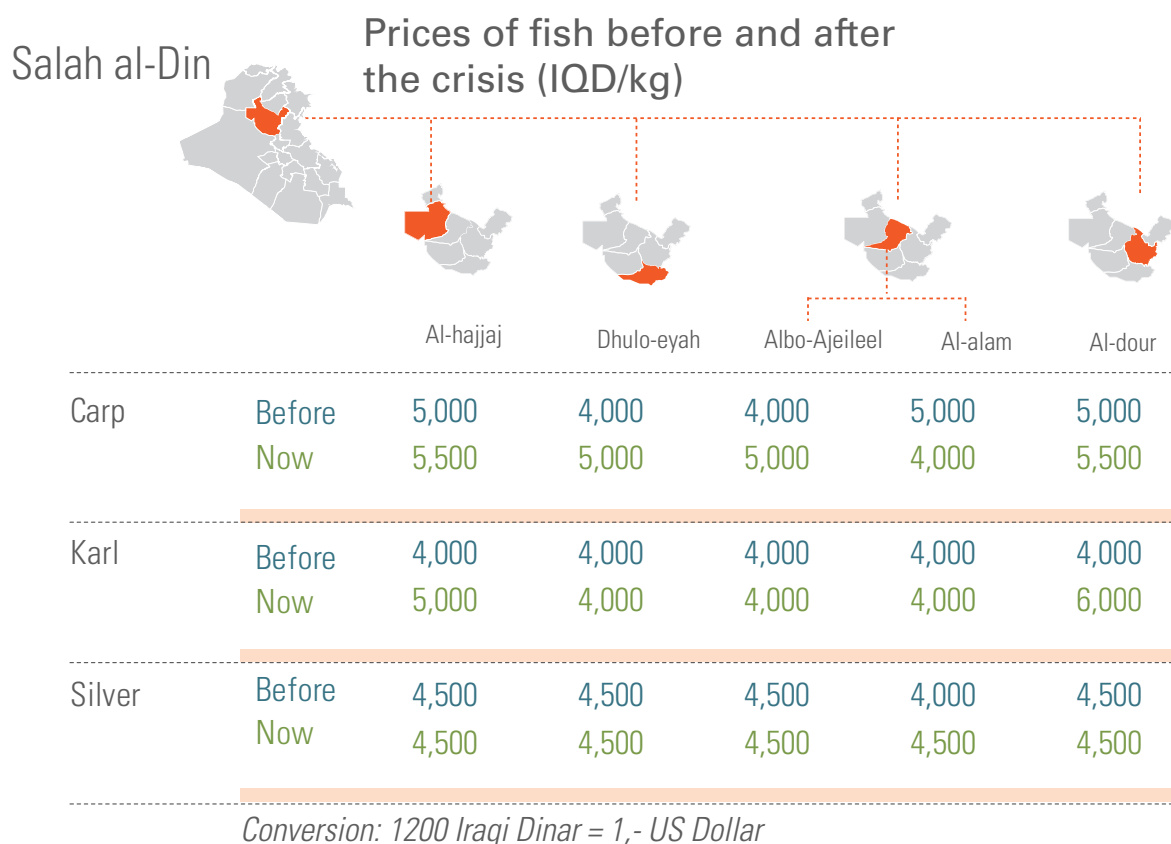 Salah al-Din
Prices of fish before and after
the crisis (IQD/kg)
Al-hajjaj Dhulo-eyah Albo-Ajeileel Al-alam Al-dour
Carp Before 5,000 4,000 4,000 5,000 5,000
Now 5,500 5,000 5,000 4,000 5,500
Karl Before 4,000 4,000 4,000 4,000 4,000
Now 5,000 4,000 4,000 4,000 6,000
Silver Before 4,500 4,500 4,500 4,000 4,500
Now 4,500 4,500 4,500 4,500 4,500
Conversion: 1200 Iraqi Dinar = 1,- US Dollar